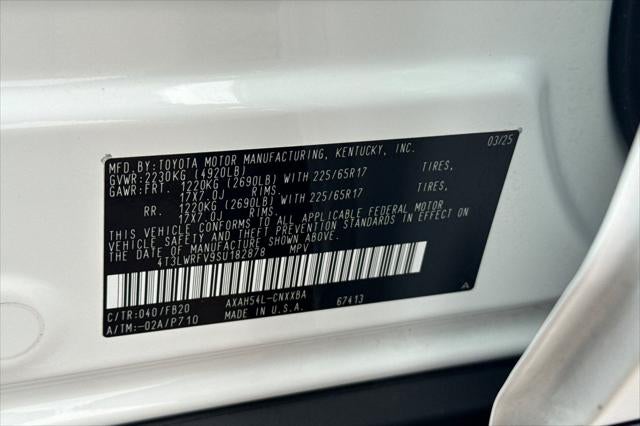 MFD.BY:TOYOTA MOTOR MANUFACTURING, KENTUCKY, INC. 03/25
GVWR:2230KG (4920LB)
GAWR:FRT. 1220KG (2690LB) WITH 225/65R17 TIRES,
17X7.0J RIMS.
RR. 1220KG (2690LB) WITH 225/65R17 TIRES,
17X7.0J RIMS.
THIS VEHICLE CONFORMS TO ALL APPLICABLE FEDERAL MOTOR
VEHICLE SAFETY AND THEFT PREVENTION STANDARDS IN EFFECT ON
THE DATE OF MANUFACTURE SHOWN ABOVE.
4T3LWRFV9SU182878 MPV
C/TR:040/FB20 AXAH54L-CNXXBA 67413 A
A/TM:-02A/P710 MADE IN U.S.A.